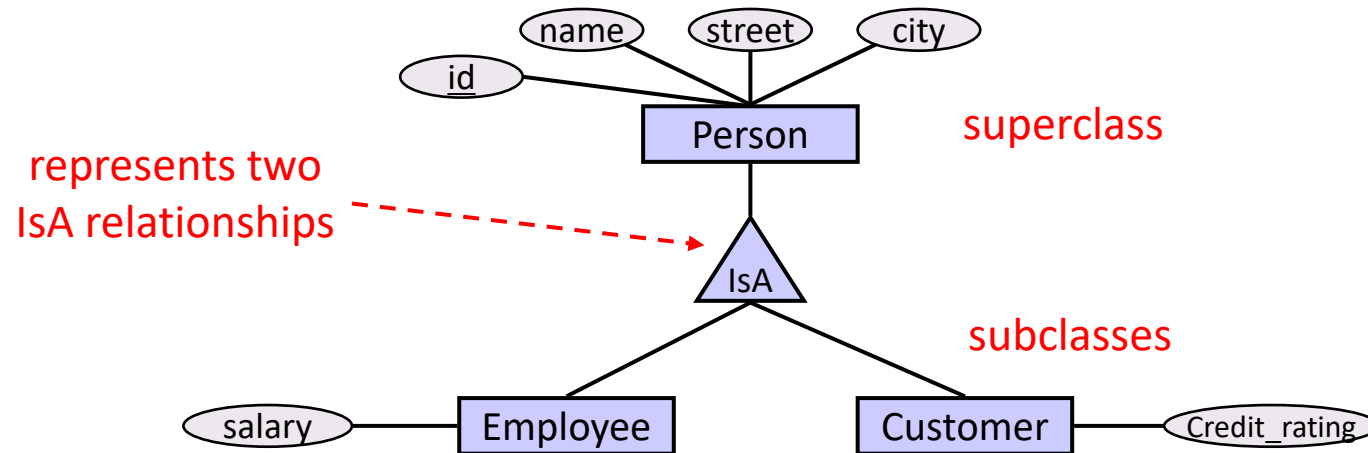 name
street
city
id
Person
superclass
represents two
IsA relationships
IsA
subclasses
salary
Employee
Customer
Credit_rating